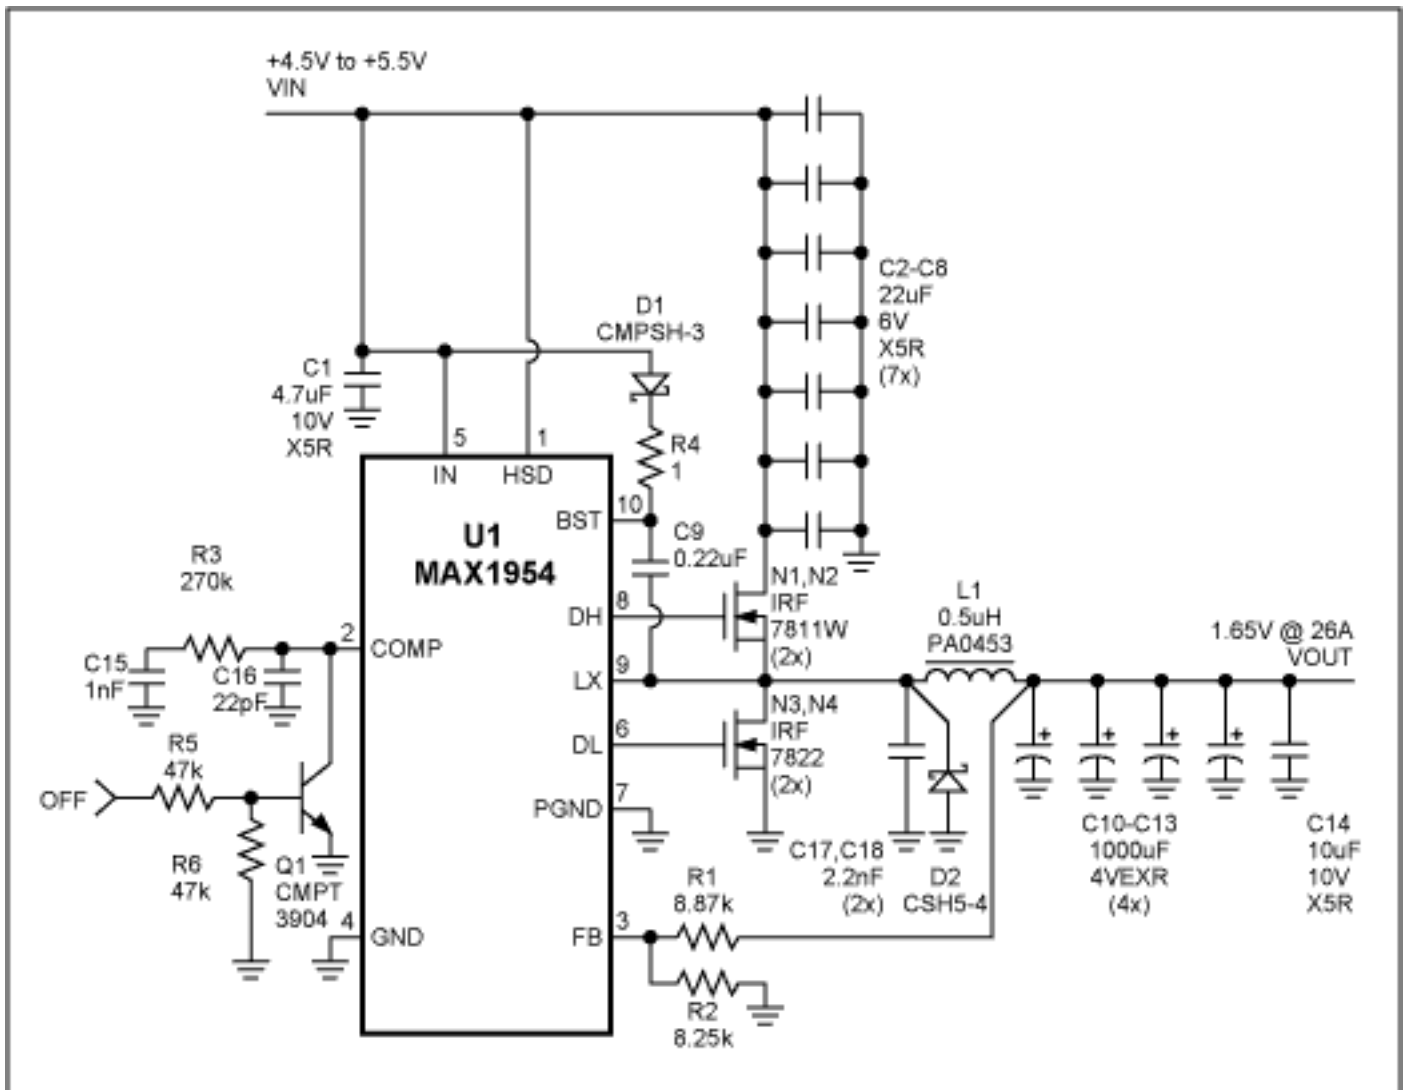 +4.5V to +5.5V
VIN
C2-C8
22uF
6V
X5R
(7x)
D1
CMPSH-3
C1
4.7uF
10V
X5R
5
1
R4
1
IN
HSD
10
BST
U1
MAX1954
C9
0.22uF
R3
270k
N1,N2
IRF
7811W
(2x)
8
DH
L1
0.5uH
PA0453
1.65V @ 26A
VOUT
2
COMP
C15
1nF
C16
22pF
9
LX
N3,N4
IRF
7822
(2x)
6
DL
+
+
+
+
R5
47k
OFF
7
PGND
R6
47k
Q1
CMPT
3904
C17,C18
2.2nF
(2x)
D2
CSH5-4
C10-C13
1000uF
4VEXR
(4x)
C14
10uF
10V
X5R
R1
8.87k
4
GND
3
FB
R2
8.25k